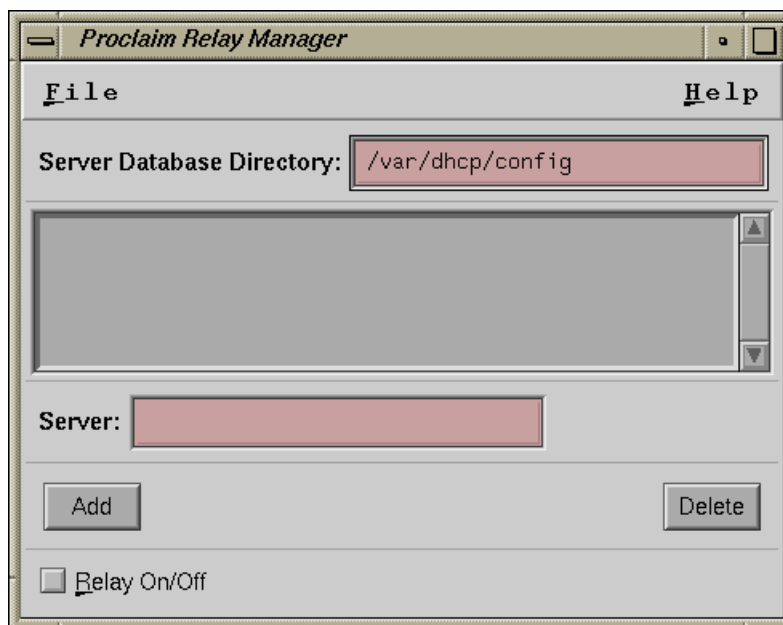 Proclaim Relay Manager
File Help
Server Database Directory: /var/dhcp/config
Server:
Add Delete
Relay On/Off